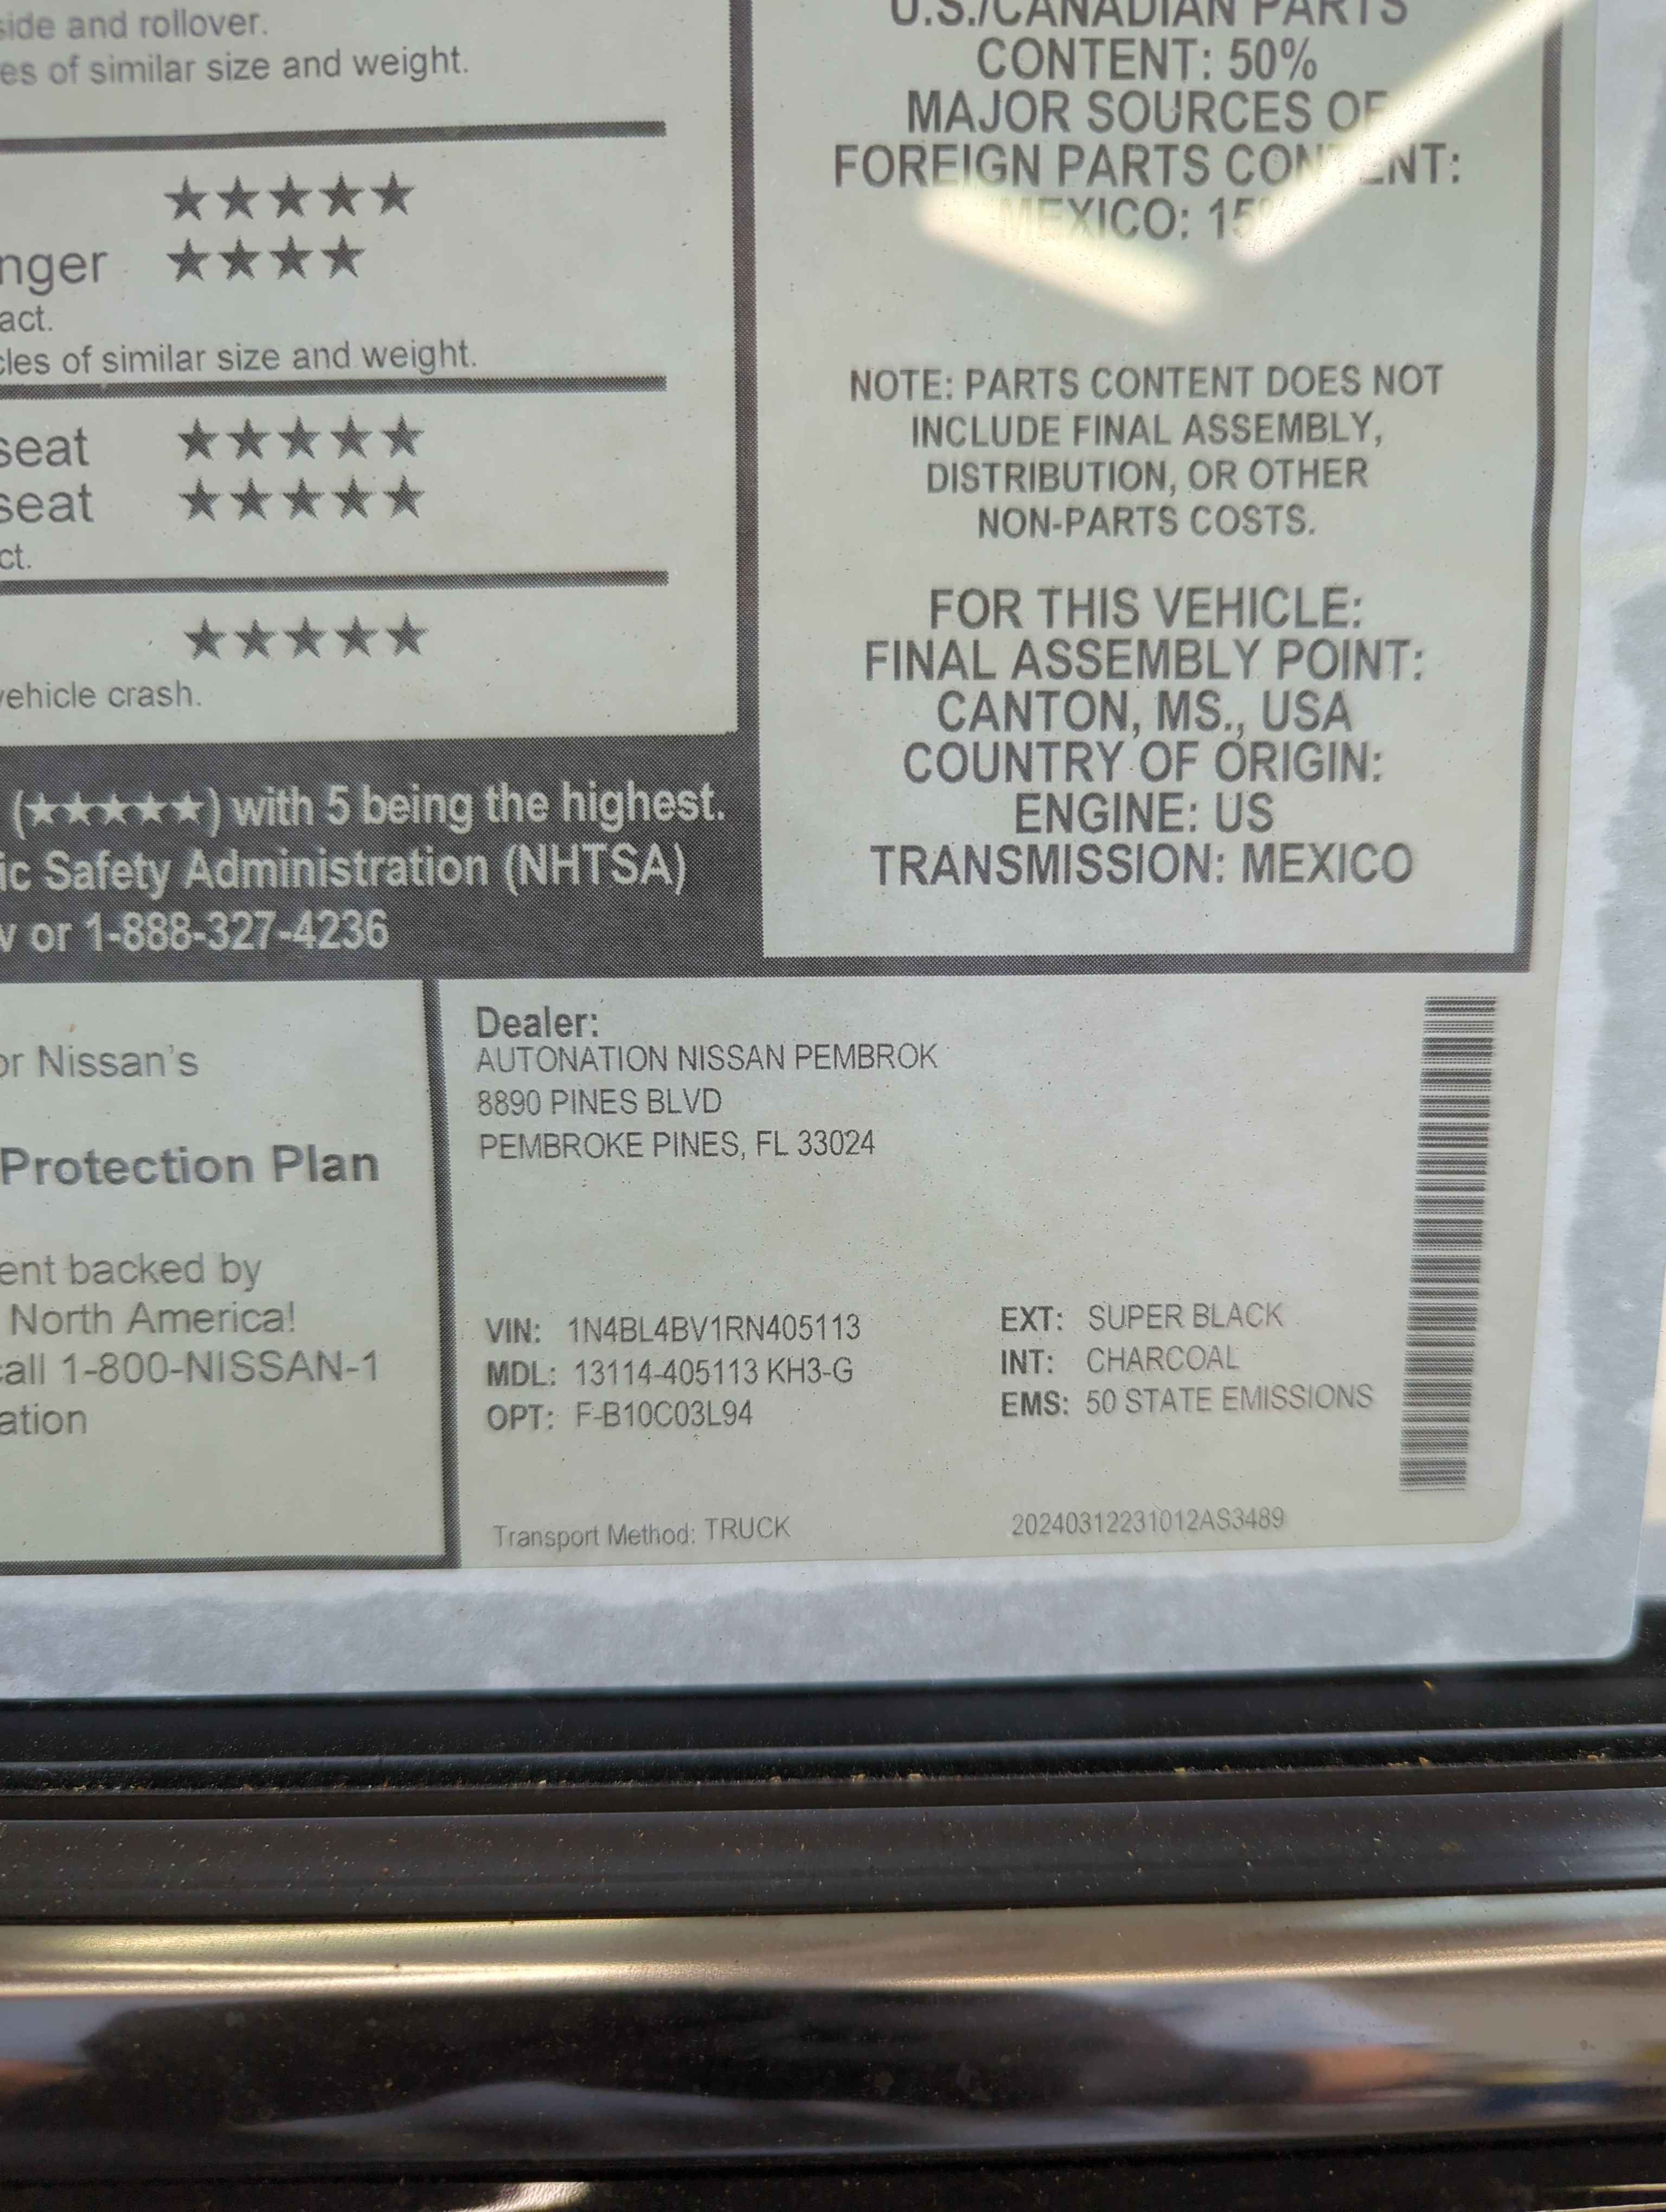 side and rollover.
es of similar size and weight.
★★★★★
nger ★★★★
act.
cles of similar size and weight.
seat ★★★★★
seat ★★★★★
ct.
★★★★★
vehicle crash.
(★★★★★) with 5 being the highest.
ic Safety Administration (NHTSA)
v or 1-888-327-4236
U.S./CANADIAN PARTS
CONTENT: 50%
MAJOR SOURCES OF
FOREIGN PARTS CONTENT:
MEXICO: 15%
NOTE: PARTS CONTENT DOES NOT
INCLUDE FINAL ASSEMBLY,
DISTRIBUTION, OR OTHER
NON-PARTS COSTS.
FOR THIS VEHICLE:
FINAL ASSEMBLY POINT:
CANTON, MS., USA
COUNTRY OF ORIGIN:
ENGINE: US
TRANSMISSION: MEXICO
or Nissan's
Protection Plan
ent backed by
North America!
call 1-800-NISSAN-1
ation
Dealer:
AUTONATION NISSAN PEMBROK
8890 PINES BLVD
PEMBROKE PINES, FL 33024
VIN: 1N4BL4BV1RN405113
MDL: 13114-405113 KH3-G
OPT: F-B10C03L94
EXT: SUPER BLACK
INT: CHARCOAL
EMS: 50 STATE EMISSIONS
Transport Method: TRUCK
20240312231012AS3489